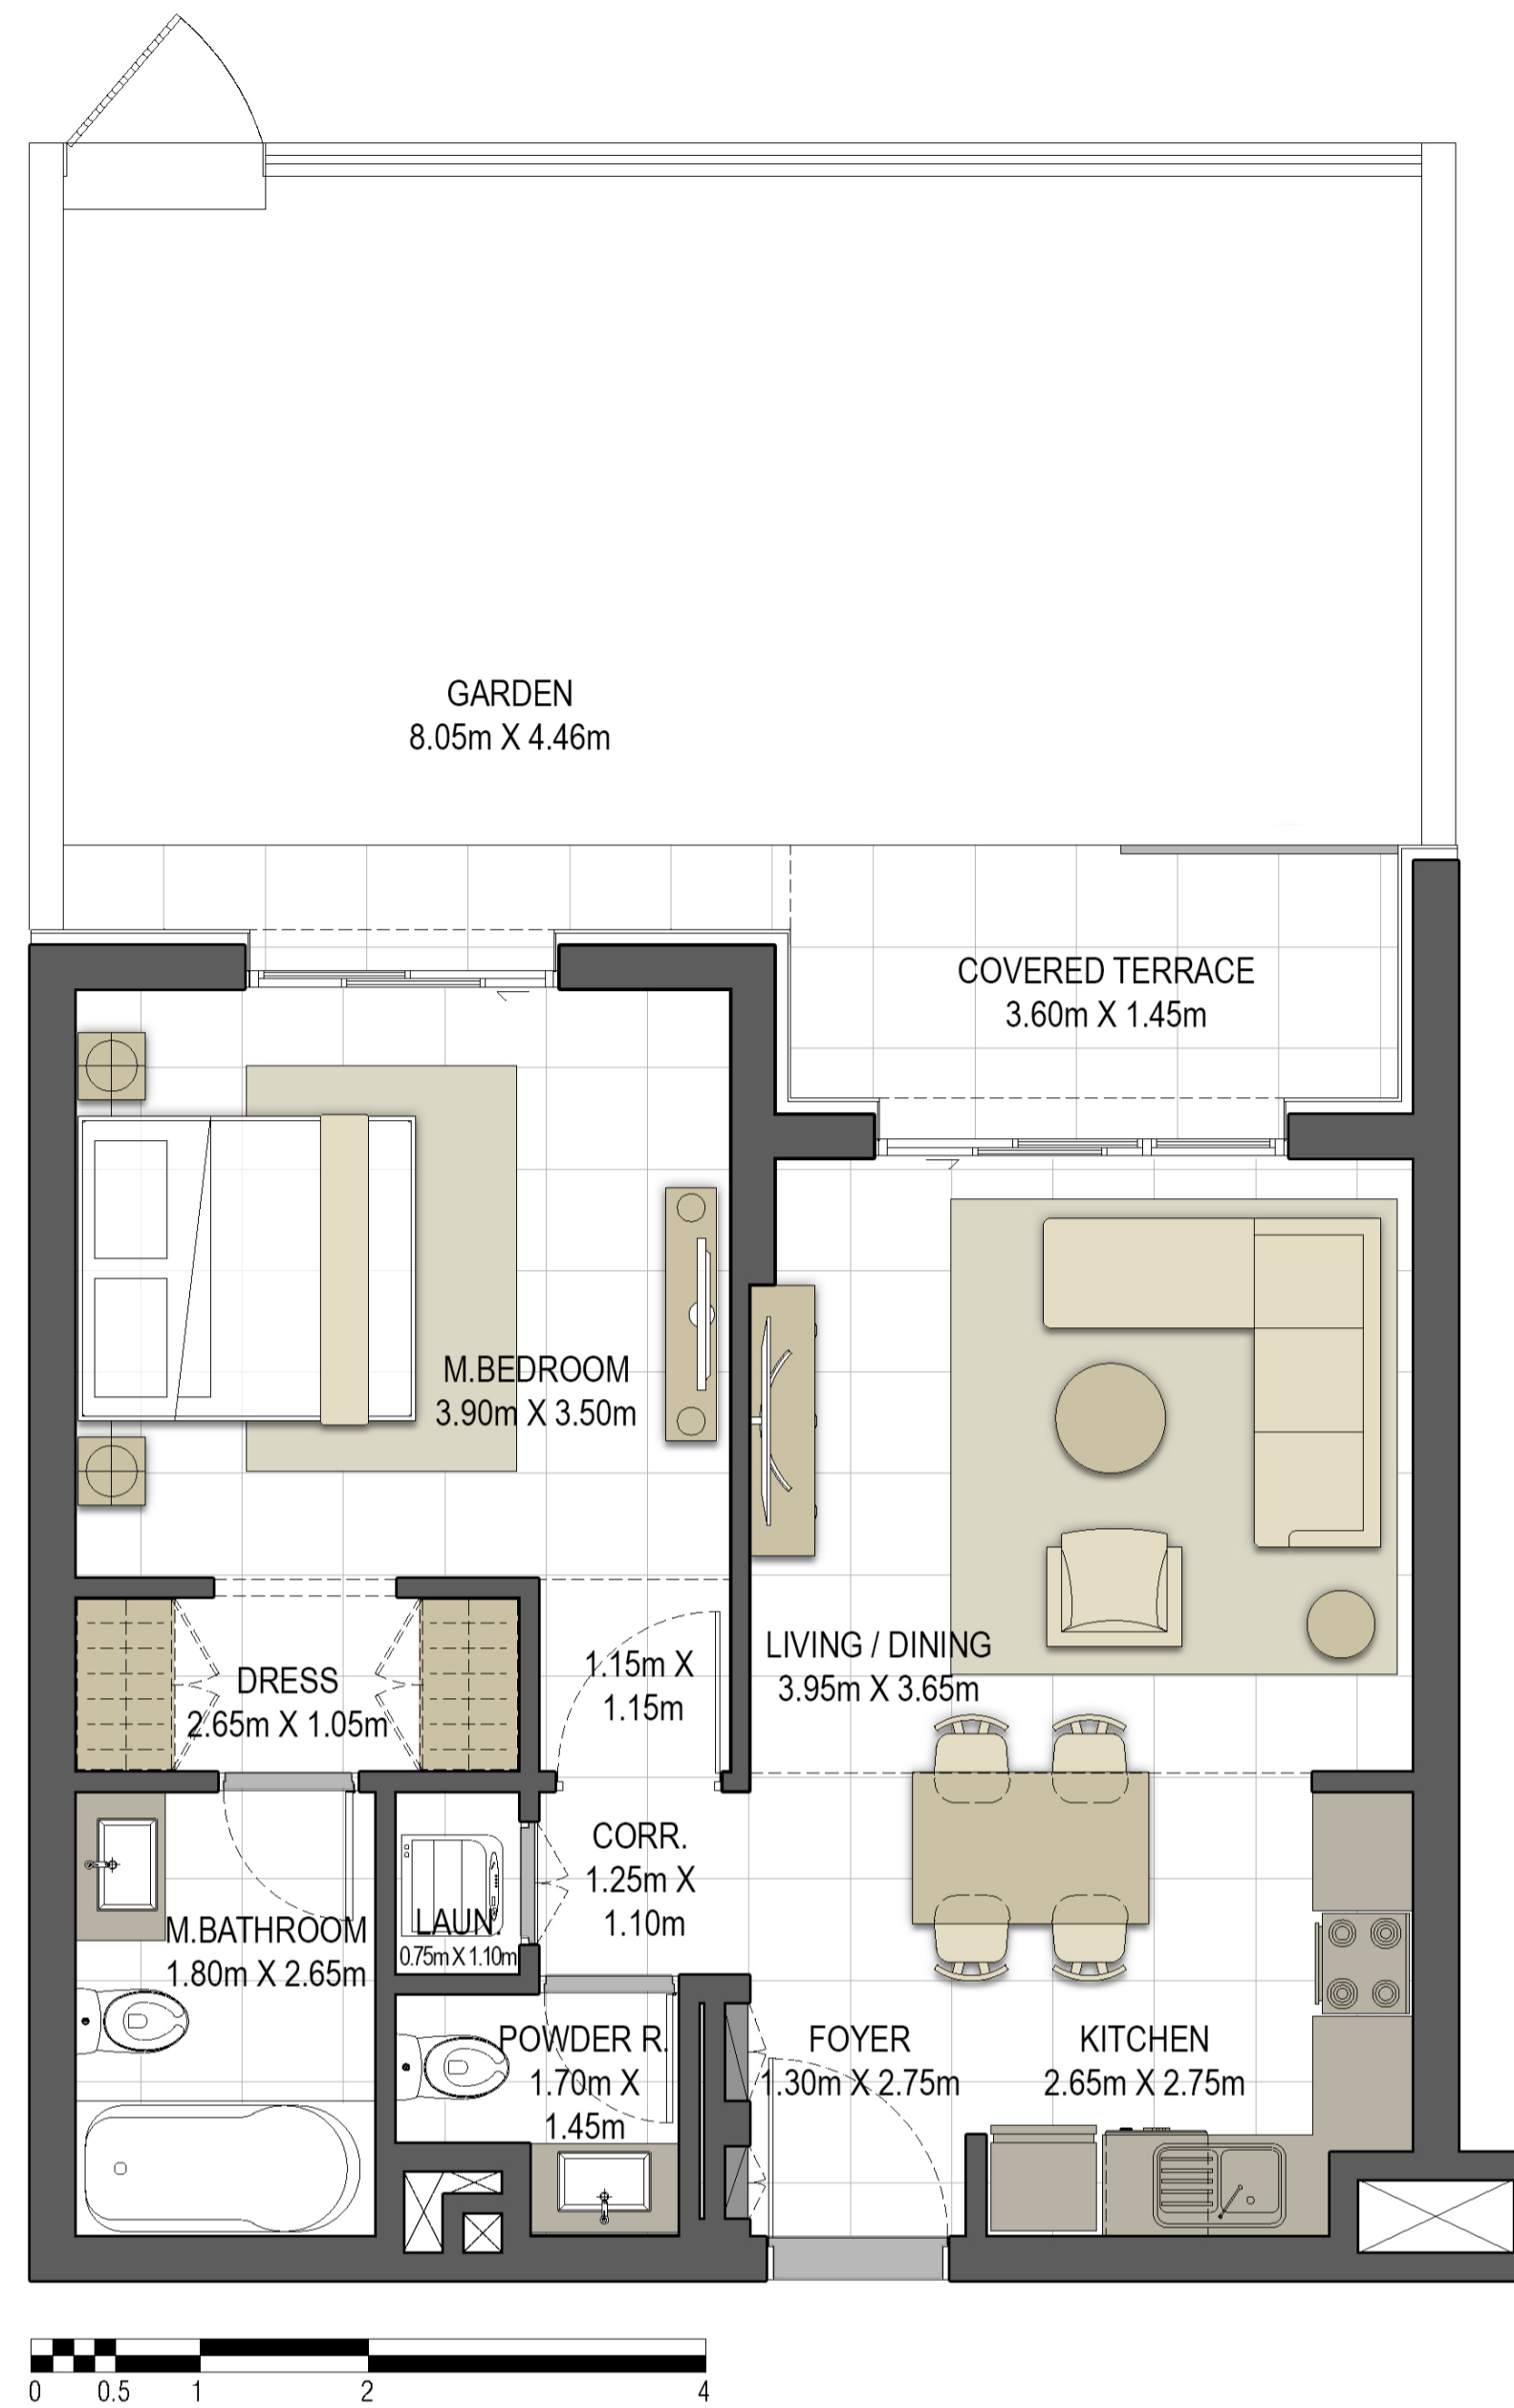 GARDEN
8.05m X 4.46m
COVERED TERRACE
3.60m X 1.45m
M.BEDROOM
3.90m X 3.50m
LIVING / DINING
3.95m X 3.65m
1.15m X
1.15m
DRESS
2.65m X 1.05m
CORR.
1.25m X
1.10m
M.BATHROOM
1.80m X 2.65m
LAUN.
0.75m X 1.10m
POWDER R.
1.70m X
1.45m
FOYER
1.30m X 2.75m
KITCHEN
2.65m X 2.75m
0 0.5 1 2 4